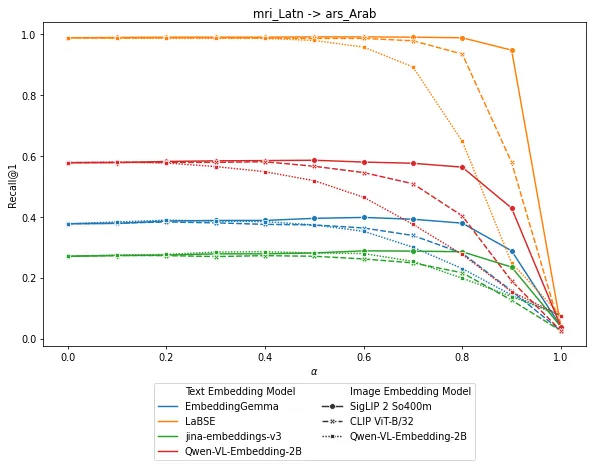 mri_Latn -> ars_Arab
Recall@1
1.0
0.8
0.6
0.4
0.2
0.0
0.0 0.2 0.4 0.6 0.8 1.0
α
Text Embedding Model
EmbeddingGemma
LaBSE
jina-embeddings-v3
Qwen-VL-Embedding-2B
Image Embedding Model
SigLIP 2 So400m
CLIP ViT-B/32
Qwen-VL-Embedding-2B